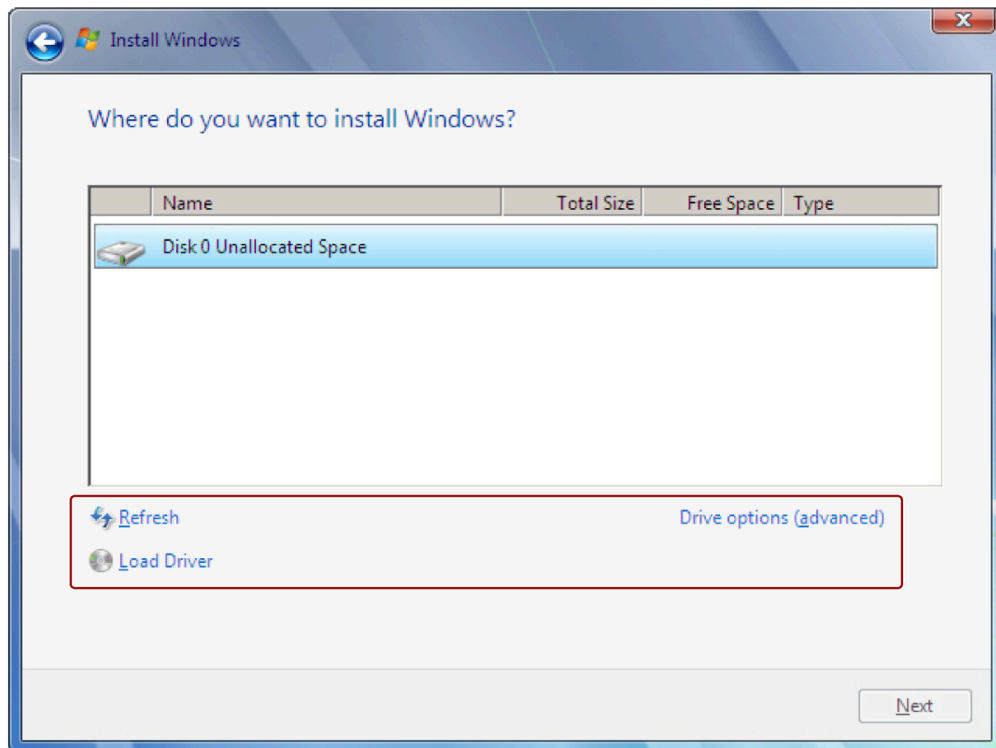 Install Windows
Where do you want to install Windows?
Name Total Size Free Space Type
Disk 0 Unallocated Space
Refresh Drive options (advanced)
Load Driver
Next